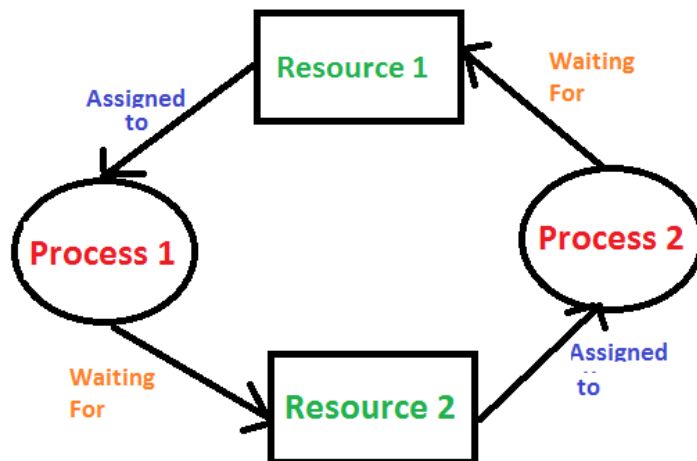 Resource 1
Waiting
For
Assigned
to
Process 1
Process 2
Waiting
For
Resource 2
Assigned
to